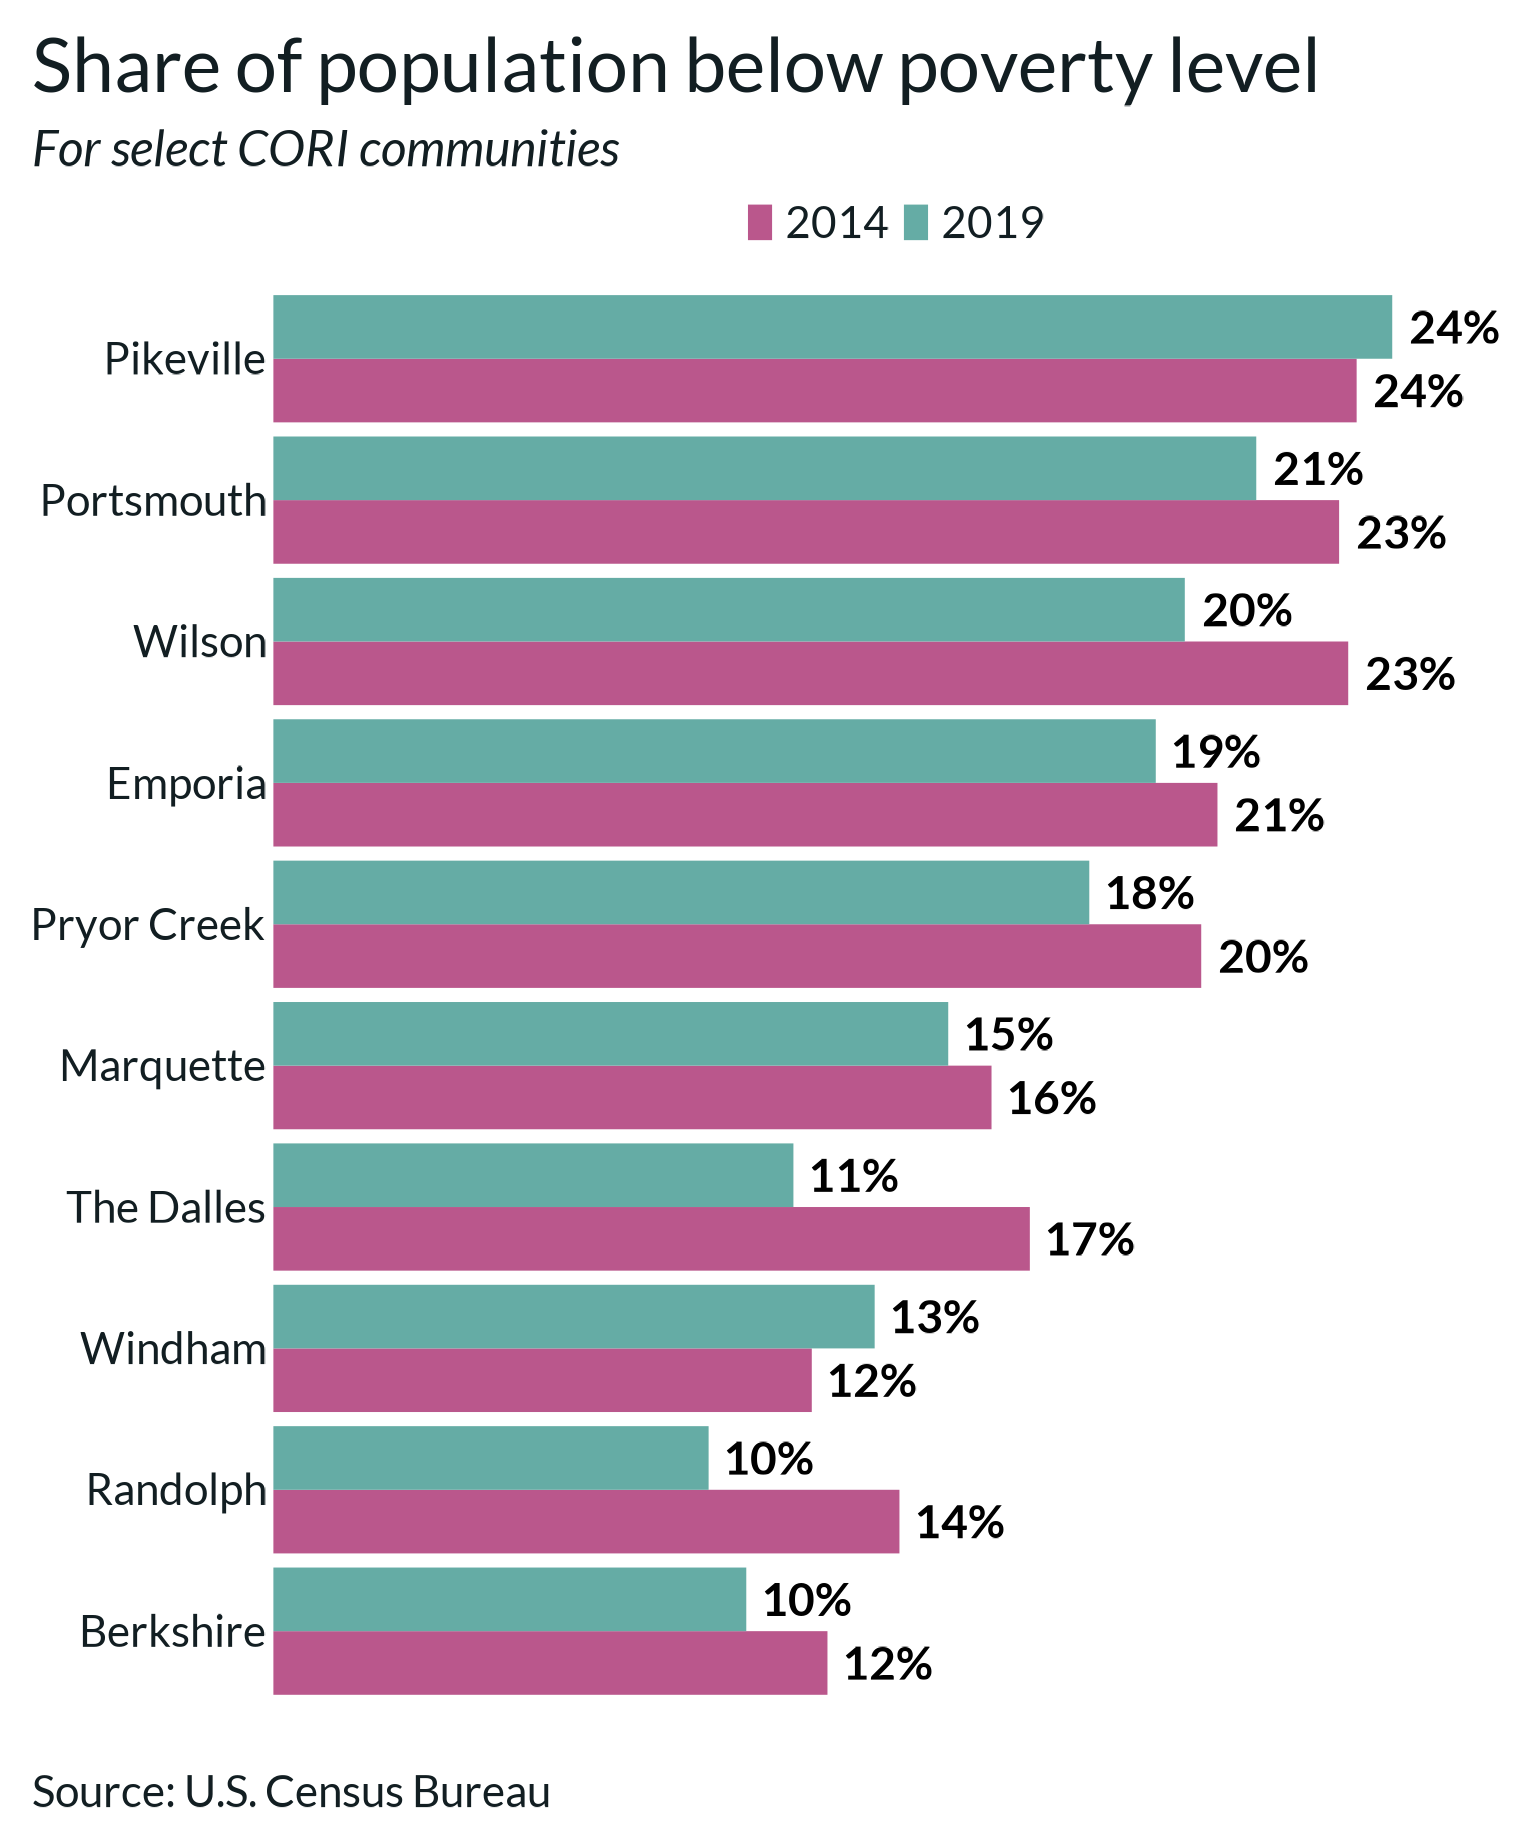 Share of population below poverty level
For select CORI communities
2014 2019
24%
Pikeville
24%
21%
Portsmouth
23%
20%
Wilson
23%
19%
Emporia
21%
18%
Pryor Creek
20%
15%
Marquette
16%
11%
The Dalles
17%
13%
Windham
12%
10%
Randolph
14%
10%
Berkshire
12%
Source: U.S. Census Bureau